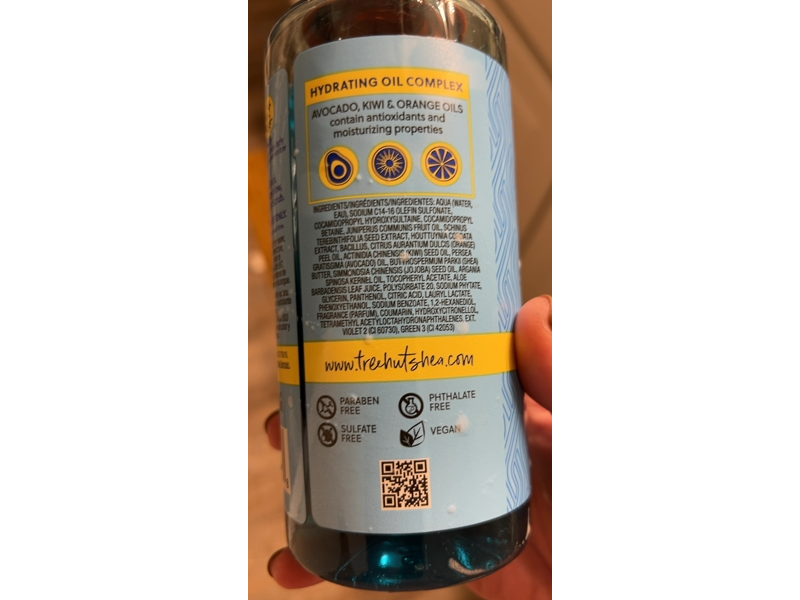 HYDRATING OIL COMPLEX
AVOCADO, KIWI & ORANGE OILS
contain antioxidants and
moisturizing properties
INGREDIENTS/INGRÉDIENTS/INGREDIENTES: AQUA (WATER,
EAU), SODIUM C14-16 OLEFIN SULFONATE,
COCAMIDOPROPYL HYDROXYSULTAINE, COCAMIDOPROPYL
BETAINE, JUNIPERUS COMMUNIS FRUIT OIL, SCHINUS
TEREBINTHIFOLIA SEED EXTRACT, HOUTTUYNIA CORDATA
EXTRACT, BACILLUS, CITRUS AURANTIUM DULCIS (ORANGE)
PEEL OIL, ACTINIDIA CHINENSIS (KIWI) SEED OIL, PERSEA
GRATISSIMA (AVOCADO) OIL, BUTYROSPERMUM PARKII (SHEA)
BUTTER, SIMMONDSIA CHINENSIS (JOJOBA) SEED OIL, ARGANIA
SPINOSA KERNEL OIL, TOCOPHERYL ACETATE, ALOE
BARBADENSIS LEAF JUICE, POLYSORBATE 20, SODIUM PHYTATE,
GLYCERIN, PANTHENOL, CITRIC ACID, LAURYL LACTATE,
PHENOXYETHANOL, SODIUM BENZOATE, 1,2-HEXANEDIOL,
FRAGRANCE (PARFUM), COUMARIN, HYDROXYCITRONELLOL,
TETRAMETHYL ACETYLOCTAHYDRONAPHTHALENES. EXT.
VIOLET 2 (CI 60730), GREEN 3 (CI 42053)
www.treehutshea.com
PARABEN
FREE
PHTHALATE
FREE
SULFATE
FREE
VEGAN